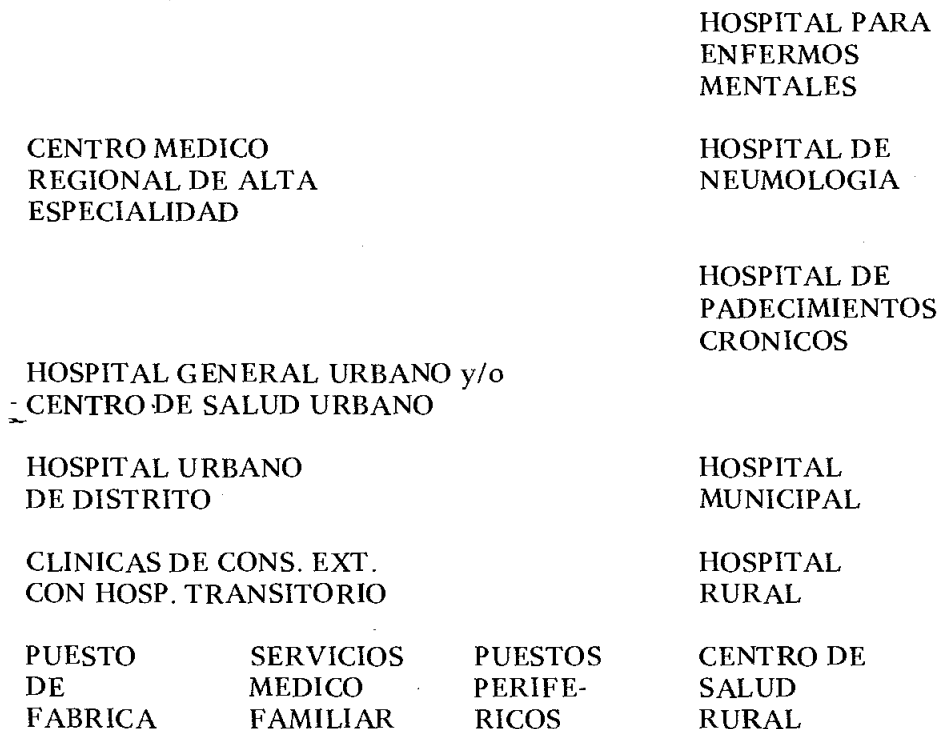 HOSPITAL PARA
ENFERMOS
MENTALES
CENTRO MEDICO
REGIONAL DE ALTA
ESPECIALIDAD
HOSPITAL DE
NEUMOLOGIA
HOSPITAL DE
PADECIMIENTOS
CRONICOS
HOSPITAL GENERAL URBANO y/o
CENTRO DE SALUD URBANO
HOSPITAL URBANO
DE DISTRITO
HOSPITAL
MUNICIPAL
CLINICAS DE CONS. EXT.
CON HOSP. TRANSITORIO
HOSPITAL
RURAL
PUESTO
DE
FABRICA
SERVICIOS
MEDICO
FAMILIAR
PUESTOS
PERIFE-
RICOS
CENTRO DE
SALUD
RURAL